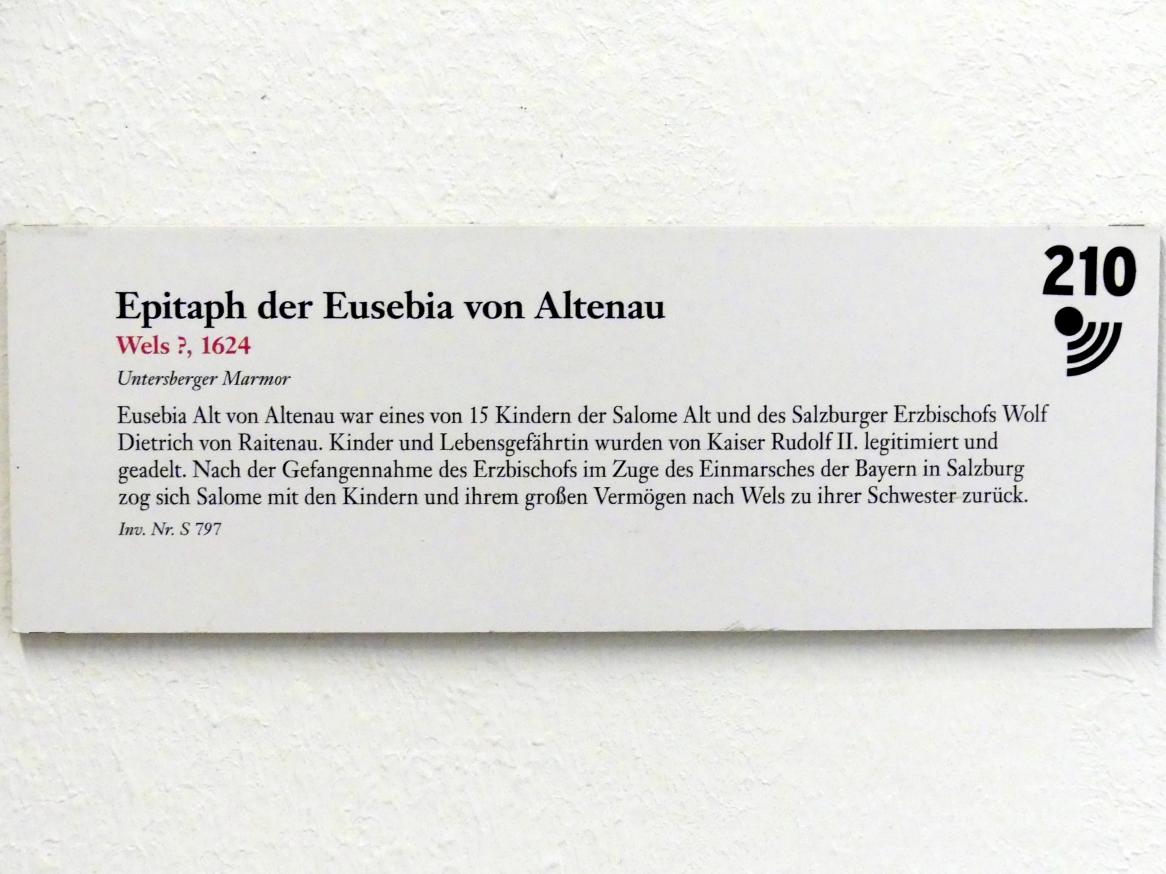 210
Epitaph der Eusebia von Altenau
Wels ?, 1624
Untersberger Marmor
Eusebia Alt von Altenau war eines von 15 Kindern der Salome Alt und des Salzburger Erzbischofs Wolf
Dietrich von Raitenau. Kinder und Lebensgefährtin wurden von Kaiser Rudolf II. legitimiert und
geadelt. Nach der Gefangennahme des Erzbischofs im Zuge des Einmarsches der Bayern in Salzburg
zog sich Salome mit den Kindern und ihrem großen Vermögen nach Wels zu ihrer Schwester zurück.
Inv. Nr. S 797